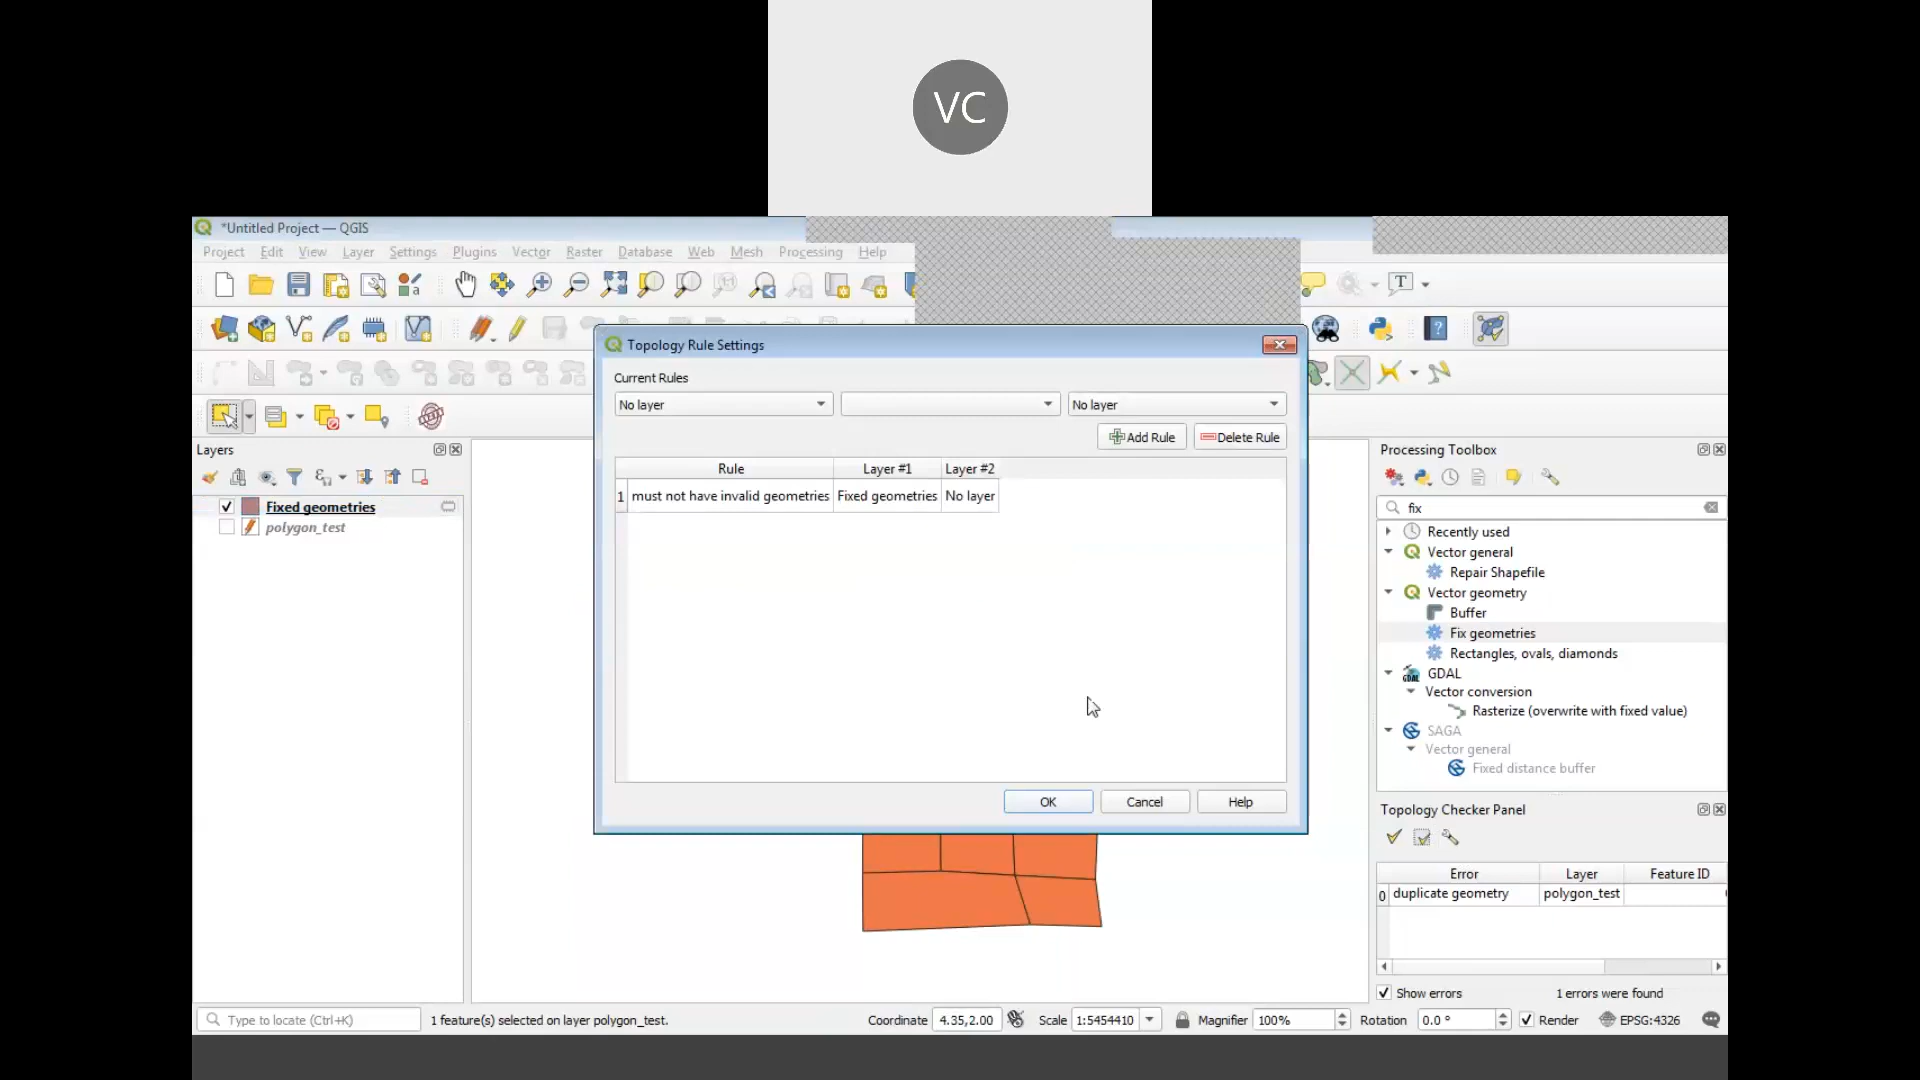 VC
*Untitled Project — QGIS
Project Edit View Layer Settings Plugins Vector Raster Database Web Mesh Processing Help
Topology Rule Settings
Current Rules
No layer No layer
Add Rule Delete Rule
Rule Layer #1 Layer #2
1 must not have invalid geometries Fixed geometries No layer
OK Cancel Help
Layers
Fixed geometries
polygon_test
Processing Toolbox
fix
Recently used
Vector general
Repair Shapefile
Vector geometry
Buffer
Fix geometries
Rectangles, ovals, diamonds
GDAL
Vector conversion
Rasterize (overwrite with fixed value)
SAGA
Vector general
Fixed distance buffer
Topology Checker Panel
Error Layer Feature ID
0 duplicate geometry polygon_test
Show errors 1 errors were found
Type to locate (Ctrl+K) 1 feature(s) selected on layer polygon_test. Coordinate 4.35,2.00 Scale 1:5454410 Magnifier 100% Rotation 0.0 ° Render EPSG:4326